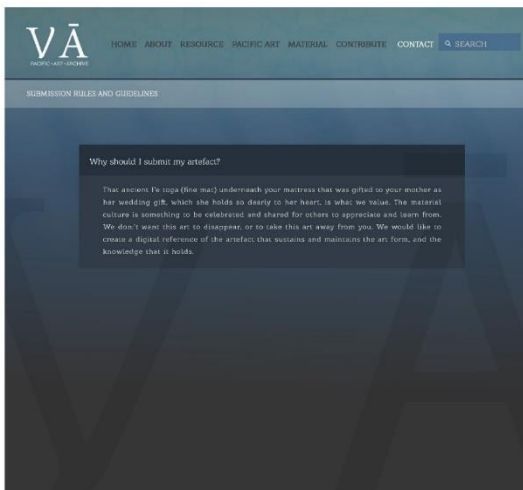 VĀ
PACIFIC-ART-ARCHIVE
HOME ABOUT RESOURCE PACIFIC ART MATERIAL CONTRIBUTE CONTACT SEARCH
SUBMISSION RULES AND GUIDELINES
Why should I submit my artefact?
That ancient I'e toga (fine mat) underneath your mattress that was gifted to your mother as
her wedding gift, which she holds so dearly to her heart, is what we value. The material
culture is something to be celebrated and shared for others to appreciate and learn from.
We don't want this art to disappear, or to take this art away from you. We would like to
create a digital reference of the artefact that sustains and maintains the art form, and the
knowledge that it holds.